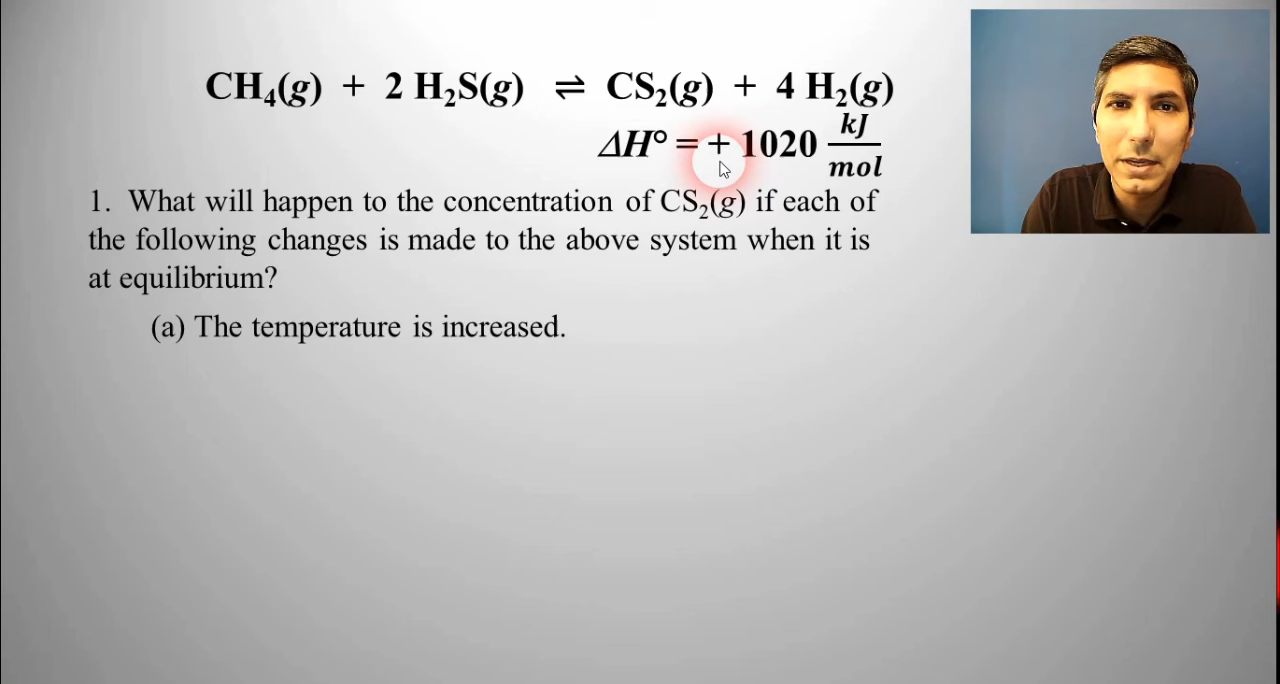 CH₄(g) + 2 H₂S(g) ⇌ CS₂(g) + 4 H₂(g)
ΔH° = + 1020 kJ/mol
1. What will happen to the concentration of CS₂(g) if each of
the following changes is made to the above system when it is
at equilibrium?
(a) The temperature is increased.